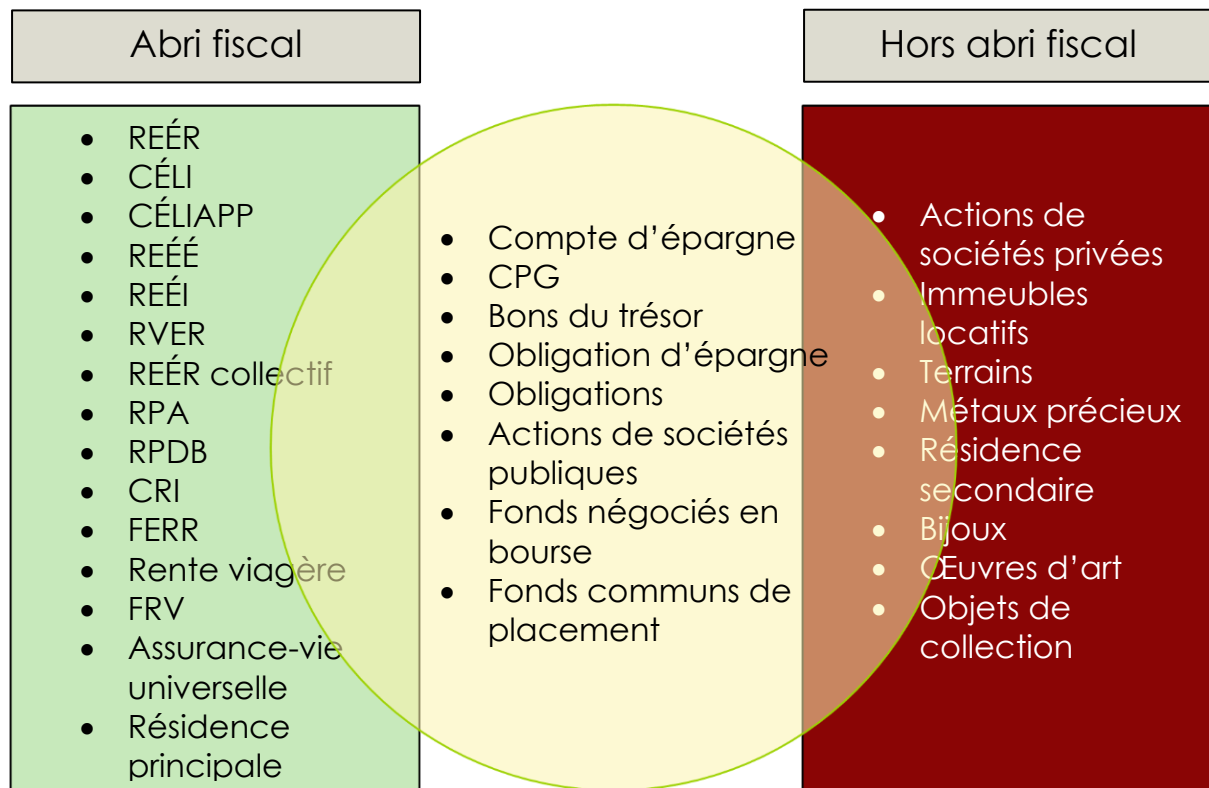 Abri fiscal
Hors abri fiscal
• REÉR
• CÉLI
• CÉLIAPP
• REÉÉ
• REÉI
• RVER
• REÉR collectif
• RPA
• RPDB
• CRI
• FERR
• Rente viagère
• FRV
• Assurance-vie
universelle
• Résidence
principale
• Compte d’épargne
• CPG
• Bons du trésor
• Obligation d’épargne
• Obligations
• Actions de sociétés
publiques
• Fonds négociés en
bourse
• Fonds communs de
placement
• Actions de
sociétés privées
• Immeubles
locatifs
• Terrains
• Métaux précieux
• Résidence
secondaire
• Bijoux
• Œuvres d’art
• Objets de
collection